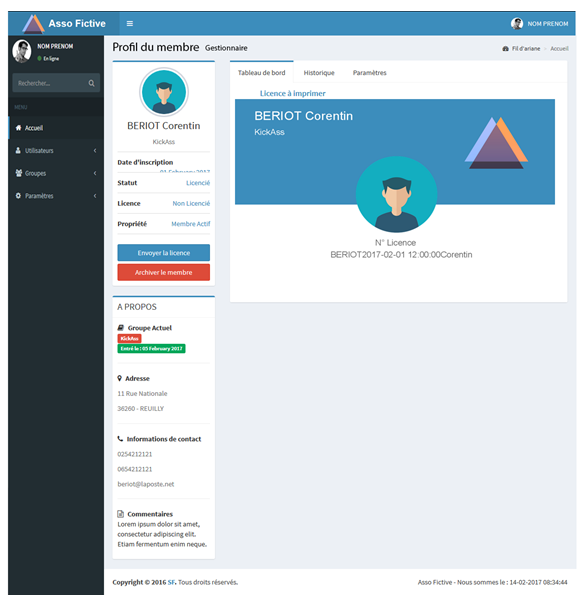 Asso Fictive
NOM PRENOM
NOM PRENOM
En ligne
Profil du membre Gestionnaire
Fil d'ariane > Accueil
Rechercher...
MENU
Accueil
Utilisateurs
Groupes
Paramètres
BERIOT Corentin
KickAss
Date d'inscription
01 February 2017
Statut Licencié
Licence Non Licencié
Propriété Membre Actif
Envoyer la licence
Archiver le membre
Tableau de bord Historique Paramètres
Licence à imprimer
BERIOT Corentin
KickAss
N° Licence
BERIOT2017-02-01 12:00:00Corentin
A PROPOS
Groupe Actuel
KickAss
Entré le : 03 February 2017
Adresse
11 Rue Nationale
36260 - REUILLY
Informations de contact
0254212121
0654212121
beriot@laposte.net
Commentaires
Lorem ipsum dolor sit amet,
consectetur adipiscing elit.
Etiam fermentum enim neque.
Copyright © 2016 SF. Tous droits réservés.
Asso Fictive - Nous sommes le : 14-02-2017 08:34:44